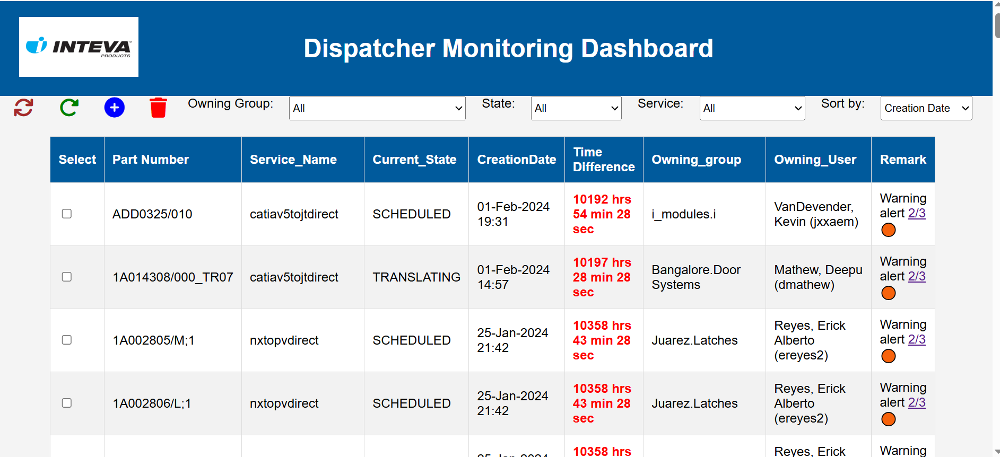 INTEVA
PRODUCTS
Dispatcher Monitoring Dashboard
Owning Group: All State: All Service: All Sort by: Creation Date
Select Part Number Service_Name Current_State CreationDate Time Difference Owning_group Owning_User Remark
ADD0325/010 catiav5tojtdirect SCHEDULED 01-Feb-2024 19:31 10192 hrs 54 min 28 sec i_modules.i VanDevender, Kevin (jxxaem) Warning alert 2/3
1A014308/000_TR07 catiav5tojtdirect TRANSLATING 01-Feb-2024 14:57 10197 hrs 28 min 28 sec Bangalore.Door Systems Mathew, Deepu (dmathew) Warning alert 2/3
1A002805/M;1 nxtopvdirect SCHEDULED 25-Jan-2024 21:42 10358 hrs 43 min 28 sec Juarez.Latches Reyes, Erick Alberto (ereyes2) Warning alert 2/3
1A002806/L;1 nxtopvdirect SCHEDULED 25-Jan-2024 21:42 10358 hrs 43 min 28 sec Juarez.Latches Reyes, Erick Alberto (ereyes2) Warning alert 2/3
25-Jan-2024 10358 hrs Reyes, Erick Warning